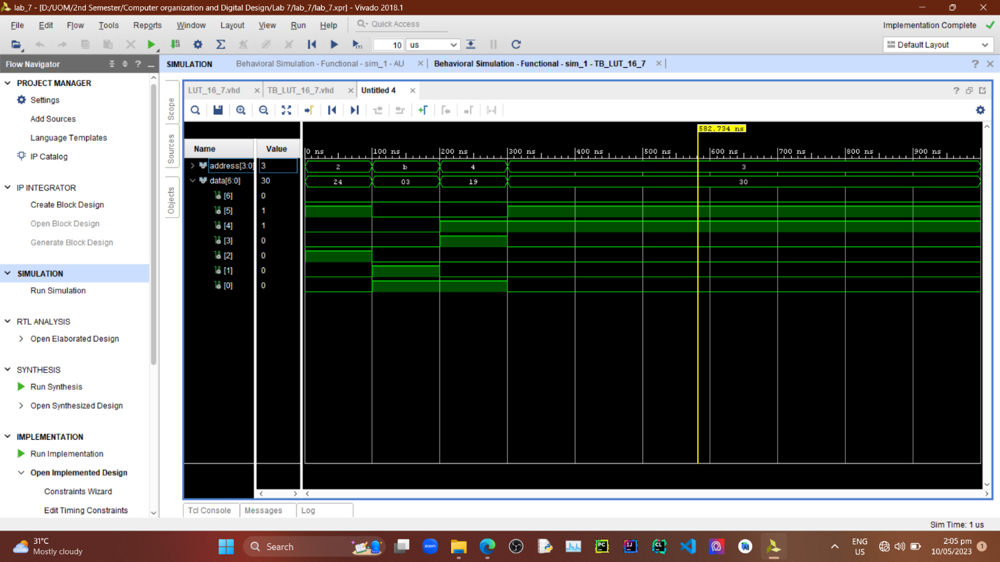 lab_7 - [D:/UOM/2nd Semester/Computer organization and Digital Design/Lab 7/lab_7/lab_7.xpr] - Vivado 2018.1
File Edit Flow Tools Reports Window Layout View Run Help Quick Access Implementation Complete
10 us Default Layout
Flow Navigator
SIMULATION Behavioral Simulation - Functional - sim_1 - AU Behavioral Simulation - Functional - sim_1 - TB_LUT_16_7
PROJECT MANAGER
Settings
Add Sources
Language Templates
IP Catalog
IP INTEGRATOR
Create Block Design
Open Block Design
Generate Block Design
SIMULATION
Run Simulation
RTL ANALYSIS
Open Elaborated Design
SYNTHESIS
Run Synthesis
Open Synthesized Design
IMPLEMENTATION
Run Implementation
Open Implemented Design
Constraints Wizard
Edit Timing Constraints
Scope
Sources
Objects
LUT_16_7.vhd TB_LUT_16_7.vhd Untitled 4
582.734 ns
Name Value
0 ns 100 ns 200 ns 300 ns 400 ns 500 ns 600 ns 700 ns 800 ns 900 ns
address[3:0] 3 2 b 4 3
data[6:0] 30 24 03 19 30
[6] 0
[5] 1
[4] 1
[3] 0
[2] 0
[1] 0
[0] 0
Tcl Console Messages Log
Sim Time: 1 us
31°C
Mostly cloudy
Search
zoom
PC
IJ
CL
ENG
US
2:05 pm
10/05/2023
1